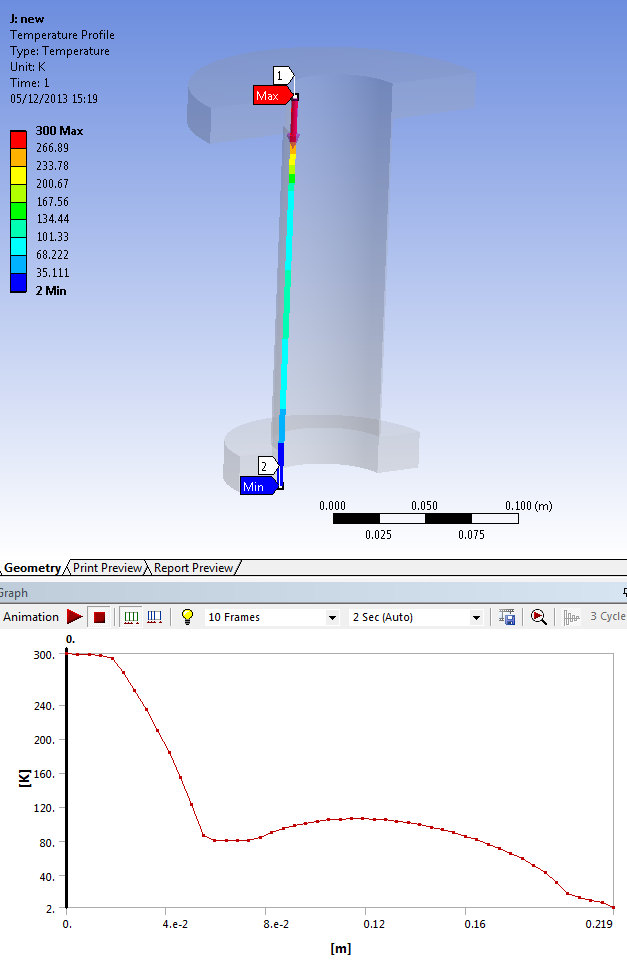 J: new
Temperature Profile
Type: Temperature
Unit: K
Time: 1
05/12/2013 15:19
300 Max
266.89
233.78
200.67
167.56
134.44
101.33
68.222
35.111
2 Min
1
Max
2
Min
0.000
0.050
0.100 (m)
0.025
0.075
Geometry
Print Preview
Report Preview
Graph
Animation
10 Frames
2 Sec (Auto)
3 Cycle
0.
300.
240.
200.
160.
120.
80.
40.
2.
[K]
0.
4.e-2
8.e-2
0.12
0.16
0.219
[m]